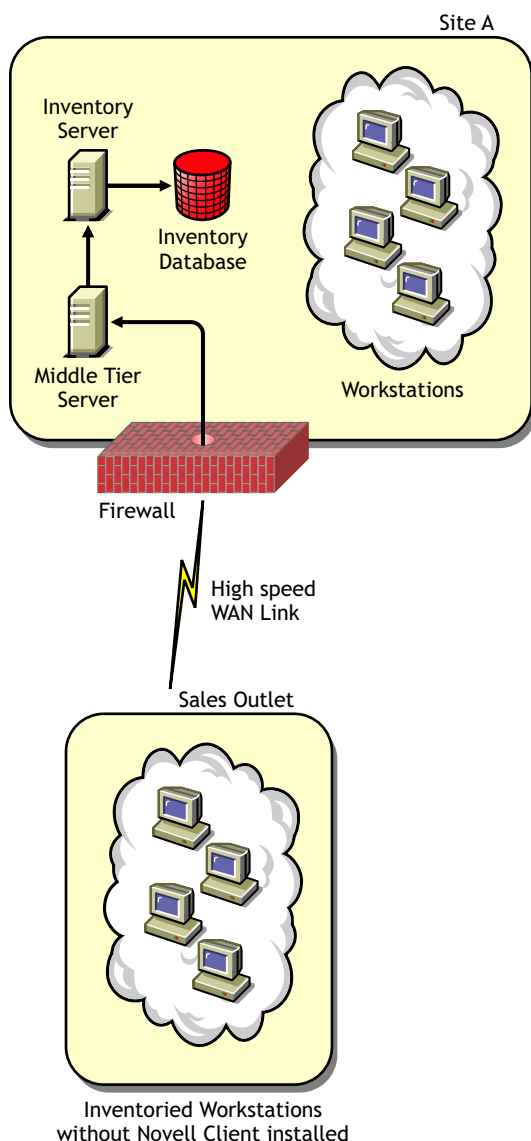 Site A
Inventory
Server
Inventory
Database
Middle Tier
Server
Workstations
Firewall
High speed
WAN Link
Sales Outlet
Inventoried Workstations
without Novell Client installed